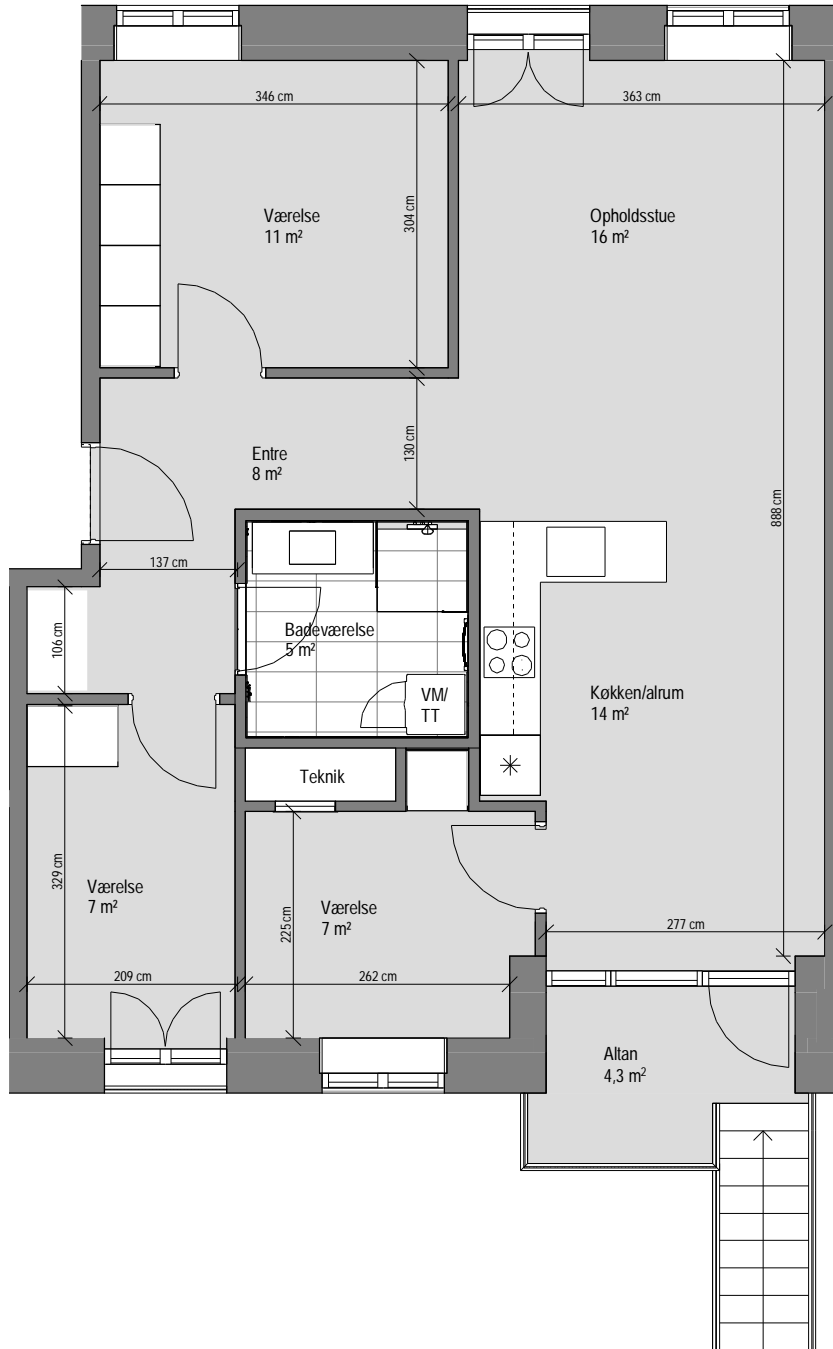 346 cm
363 cm
304 cm
Værelse
11 m²
Opholdsstue
16 m²
Entre
8 m²
130 cm
888 cm
137 cm
106 cm
Badeværelse
5 m²
VM/
TT
Køkken/alrum
14 m²
Teknik
329 cm
Værelse
7 m²
225 cm
Værelse
7 m²
277 cm
209 cm
262 cm
Altan
4,3 m²